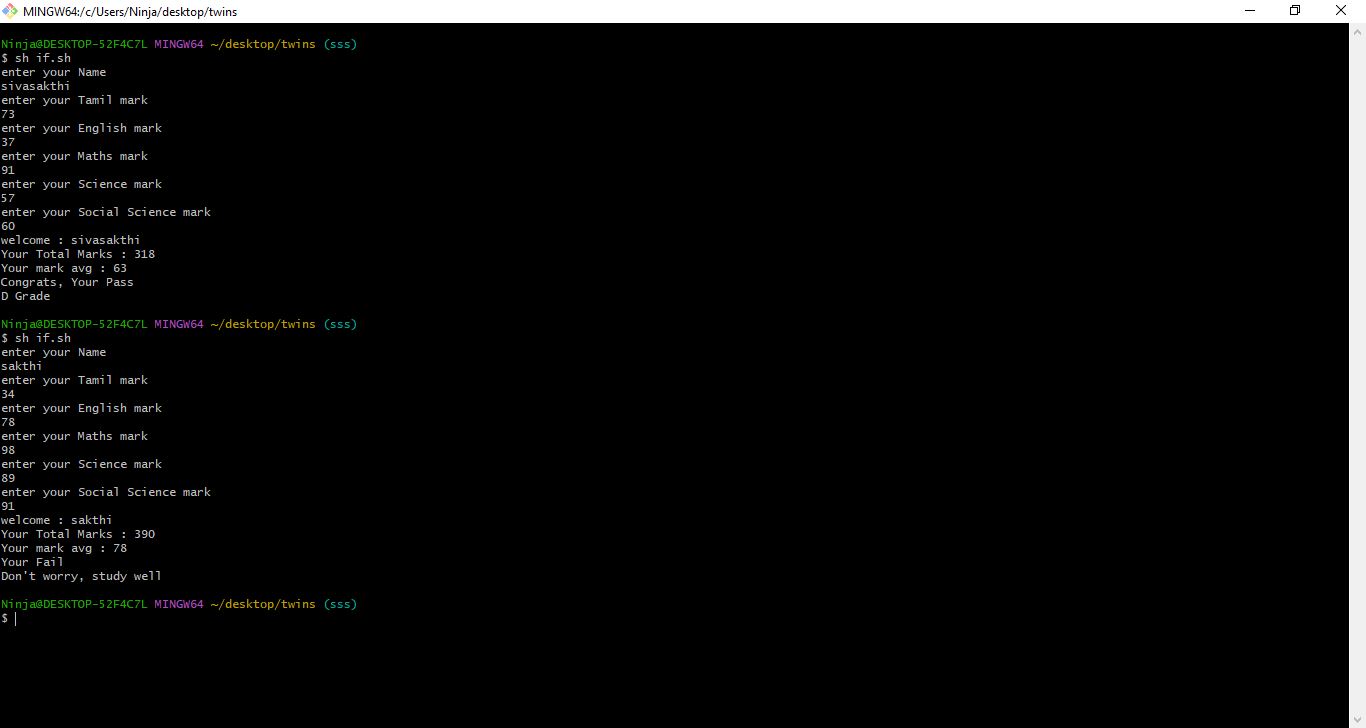 MINGW64:/c/Users/Ninja/desktop/twins
Ninja@DESKTOP-52F4C7L MINGW64 ~/desktop/twins (sss)
$ sh if.sh
enter your Name
sivasakthi
enter your Tamil mark
73
enter your English mark
37
enter your Maths mark
91
enter your Science mark
57
enter your Social Science mark
60
welcome : sivasakthi
Your Total Marks : 318
Your mark avg : 63
Congrats, Your Pass
D Grade
Ninja@DESKTOP-52F4C7L MINGW64 ~/desktop/twins (sss)
$ sh if.sh
enter your Name
sakthi
enter your Tamil mark
34
enter your English mark
78
enter your Maths mark
98
enter your Science mark
89
enter your Social Science mark
91
welcome : sakthi
Your Total Marks : 390
Your mark avg : 78
Your Fail
Don't worry, study well
Ninja@DESKTOP-52F4C7L MINGW64 ~/desktop/twins (sss)
$